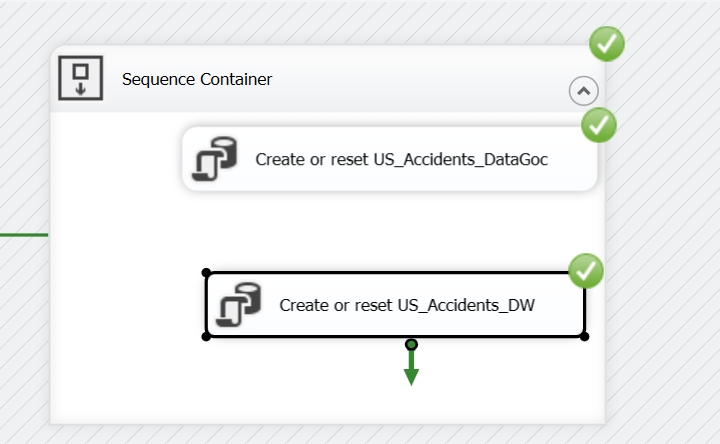 Sequence Container
Create or reset US_Accidents_DataGoc
Create or reset US_Accidents_DW